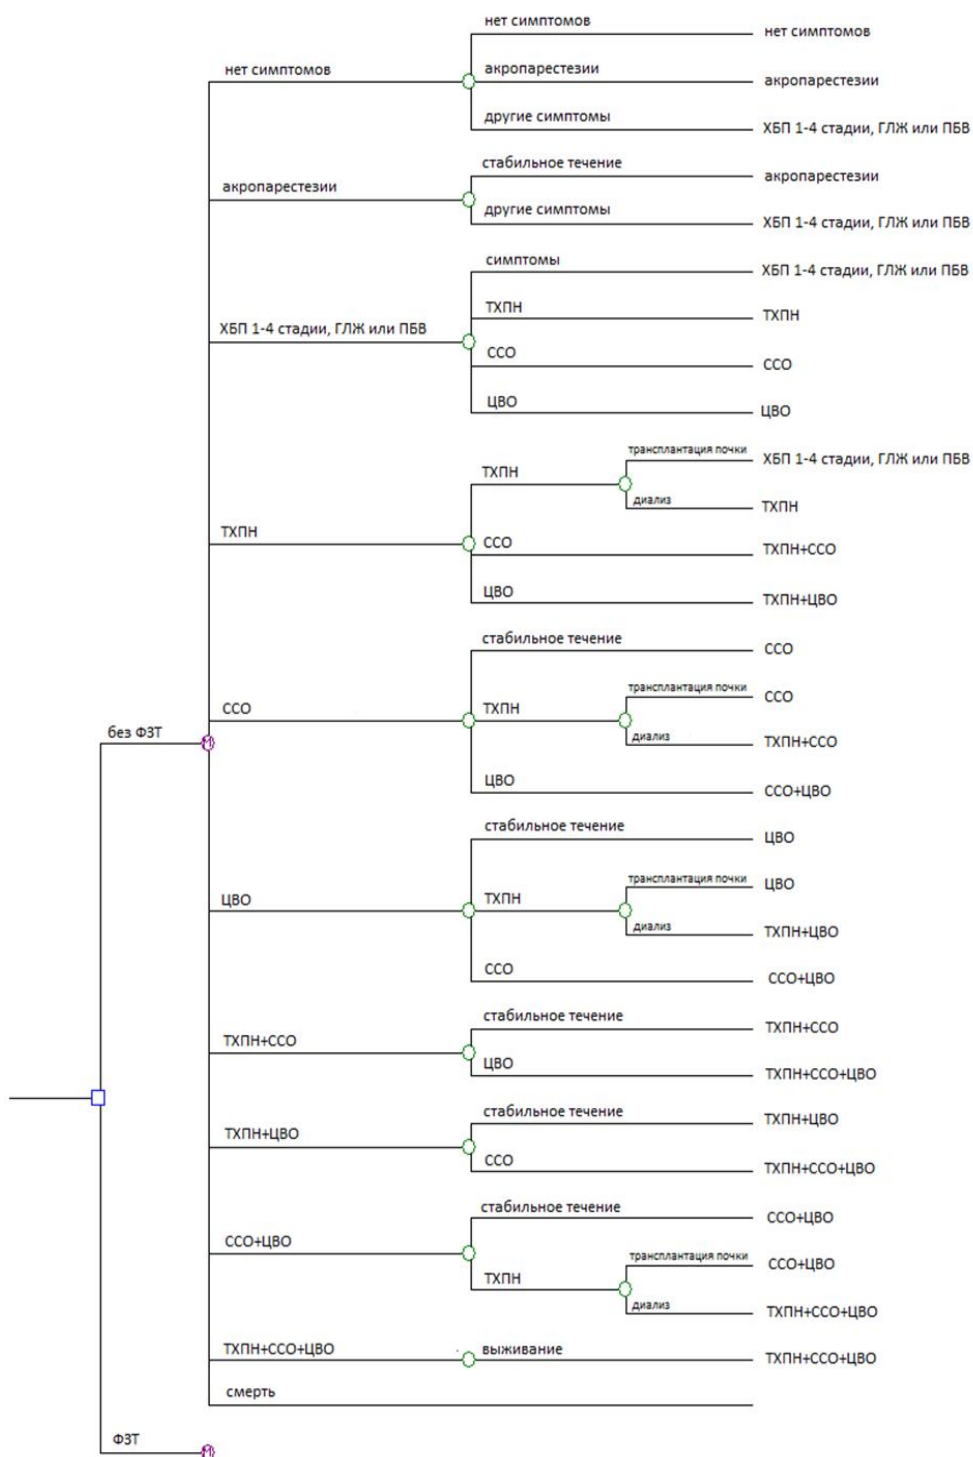 нет симптомов
нет симптомов
нет симптомов
акропарестезии
акропарестезии
другие симптомы
ХБП 1-4 стадии, ГЛЖ или ПБВ
акропарестезии
стабильное течение
акропарестезии
другие симптомы
ХБП 1-4 стадии, ГЛЖ или ПБВ
ХБП 1-4 стадии, ГЛЖ или ПБВ
симптомы
ХБП 1-4 стадии, ГЛЖ или ПБВ
ТХПН
ТХПН
ССО
ССО
ЦВО
ЦВО
ТХПН
ТХПН
трансплантация почки
ХБП 1-4 стадии, ГЛЖ или ПБВ
диализ
ТХПН
ССО
ТХПН+ССО
ЦВО
ТХПН+ЦВО
без ФЗТ
М
ССО
стабильное течение
ССО
ТХПН
трансплантация почки
ССО
диализ
ТХПН+ССО
ЦВО
ССО+ЦВО
ЦВО
стабильное течение
ЦВО
ТХПН
трансплантация почки
ЦВО
диализ
ТХПН+ЦВО
ССО
ССО+ЦВО
ТХПН+ССО
стабильное течение
ТХПН+ССО
ЦВО
ТХПН+ССО+ЦВО
ТХПН+ЦВО
стабильное течение
ТХПН+ЦВО
ССО
ТХПН+ССО+ЦВО
ССО+ЦВО
стабильное течение
ССО+ЦВО
ТХПН
трансплантация почки
ССО+ЦВО
диализ
ТХПН+ССО+ЦВО
ТХПН+ССО+ЦВО
выживание
ТХПН+ССО+ЦВО
смерть
ФЗТ
М